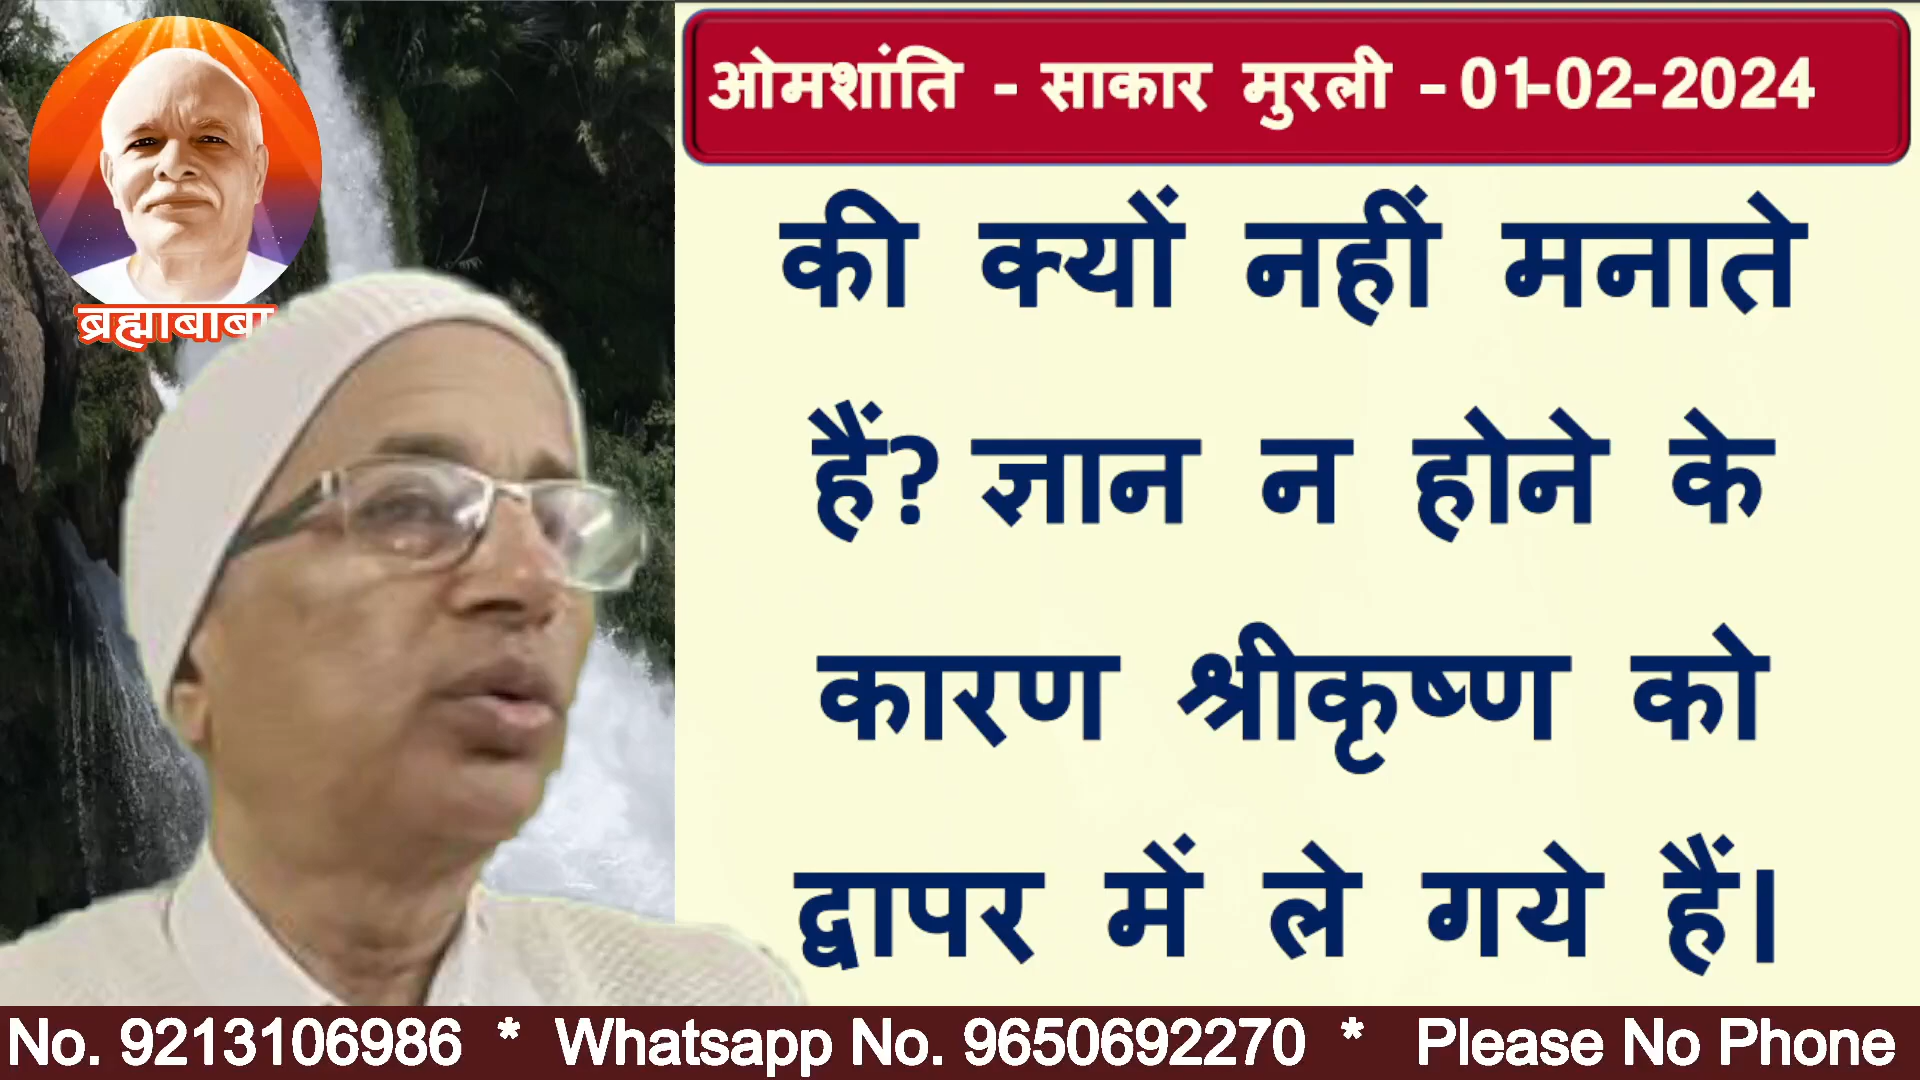 ओमशांति - साकार मुरली - 01-02-2024
ब्रह्माबाबा
की क्यों नहीं मनाते
हैं? ज्ञान न होने के
कारण श्रीकृष्ण को
द्वापर में ले गये हैं।
No. 9213106986 * Whatsapp No. 9650692270 * Please No Phone